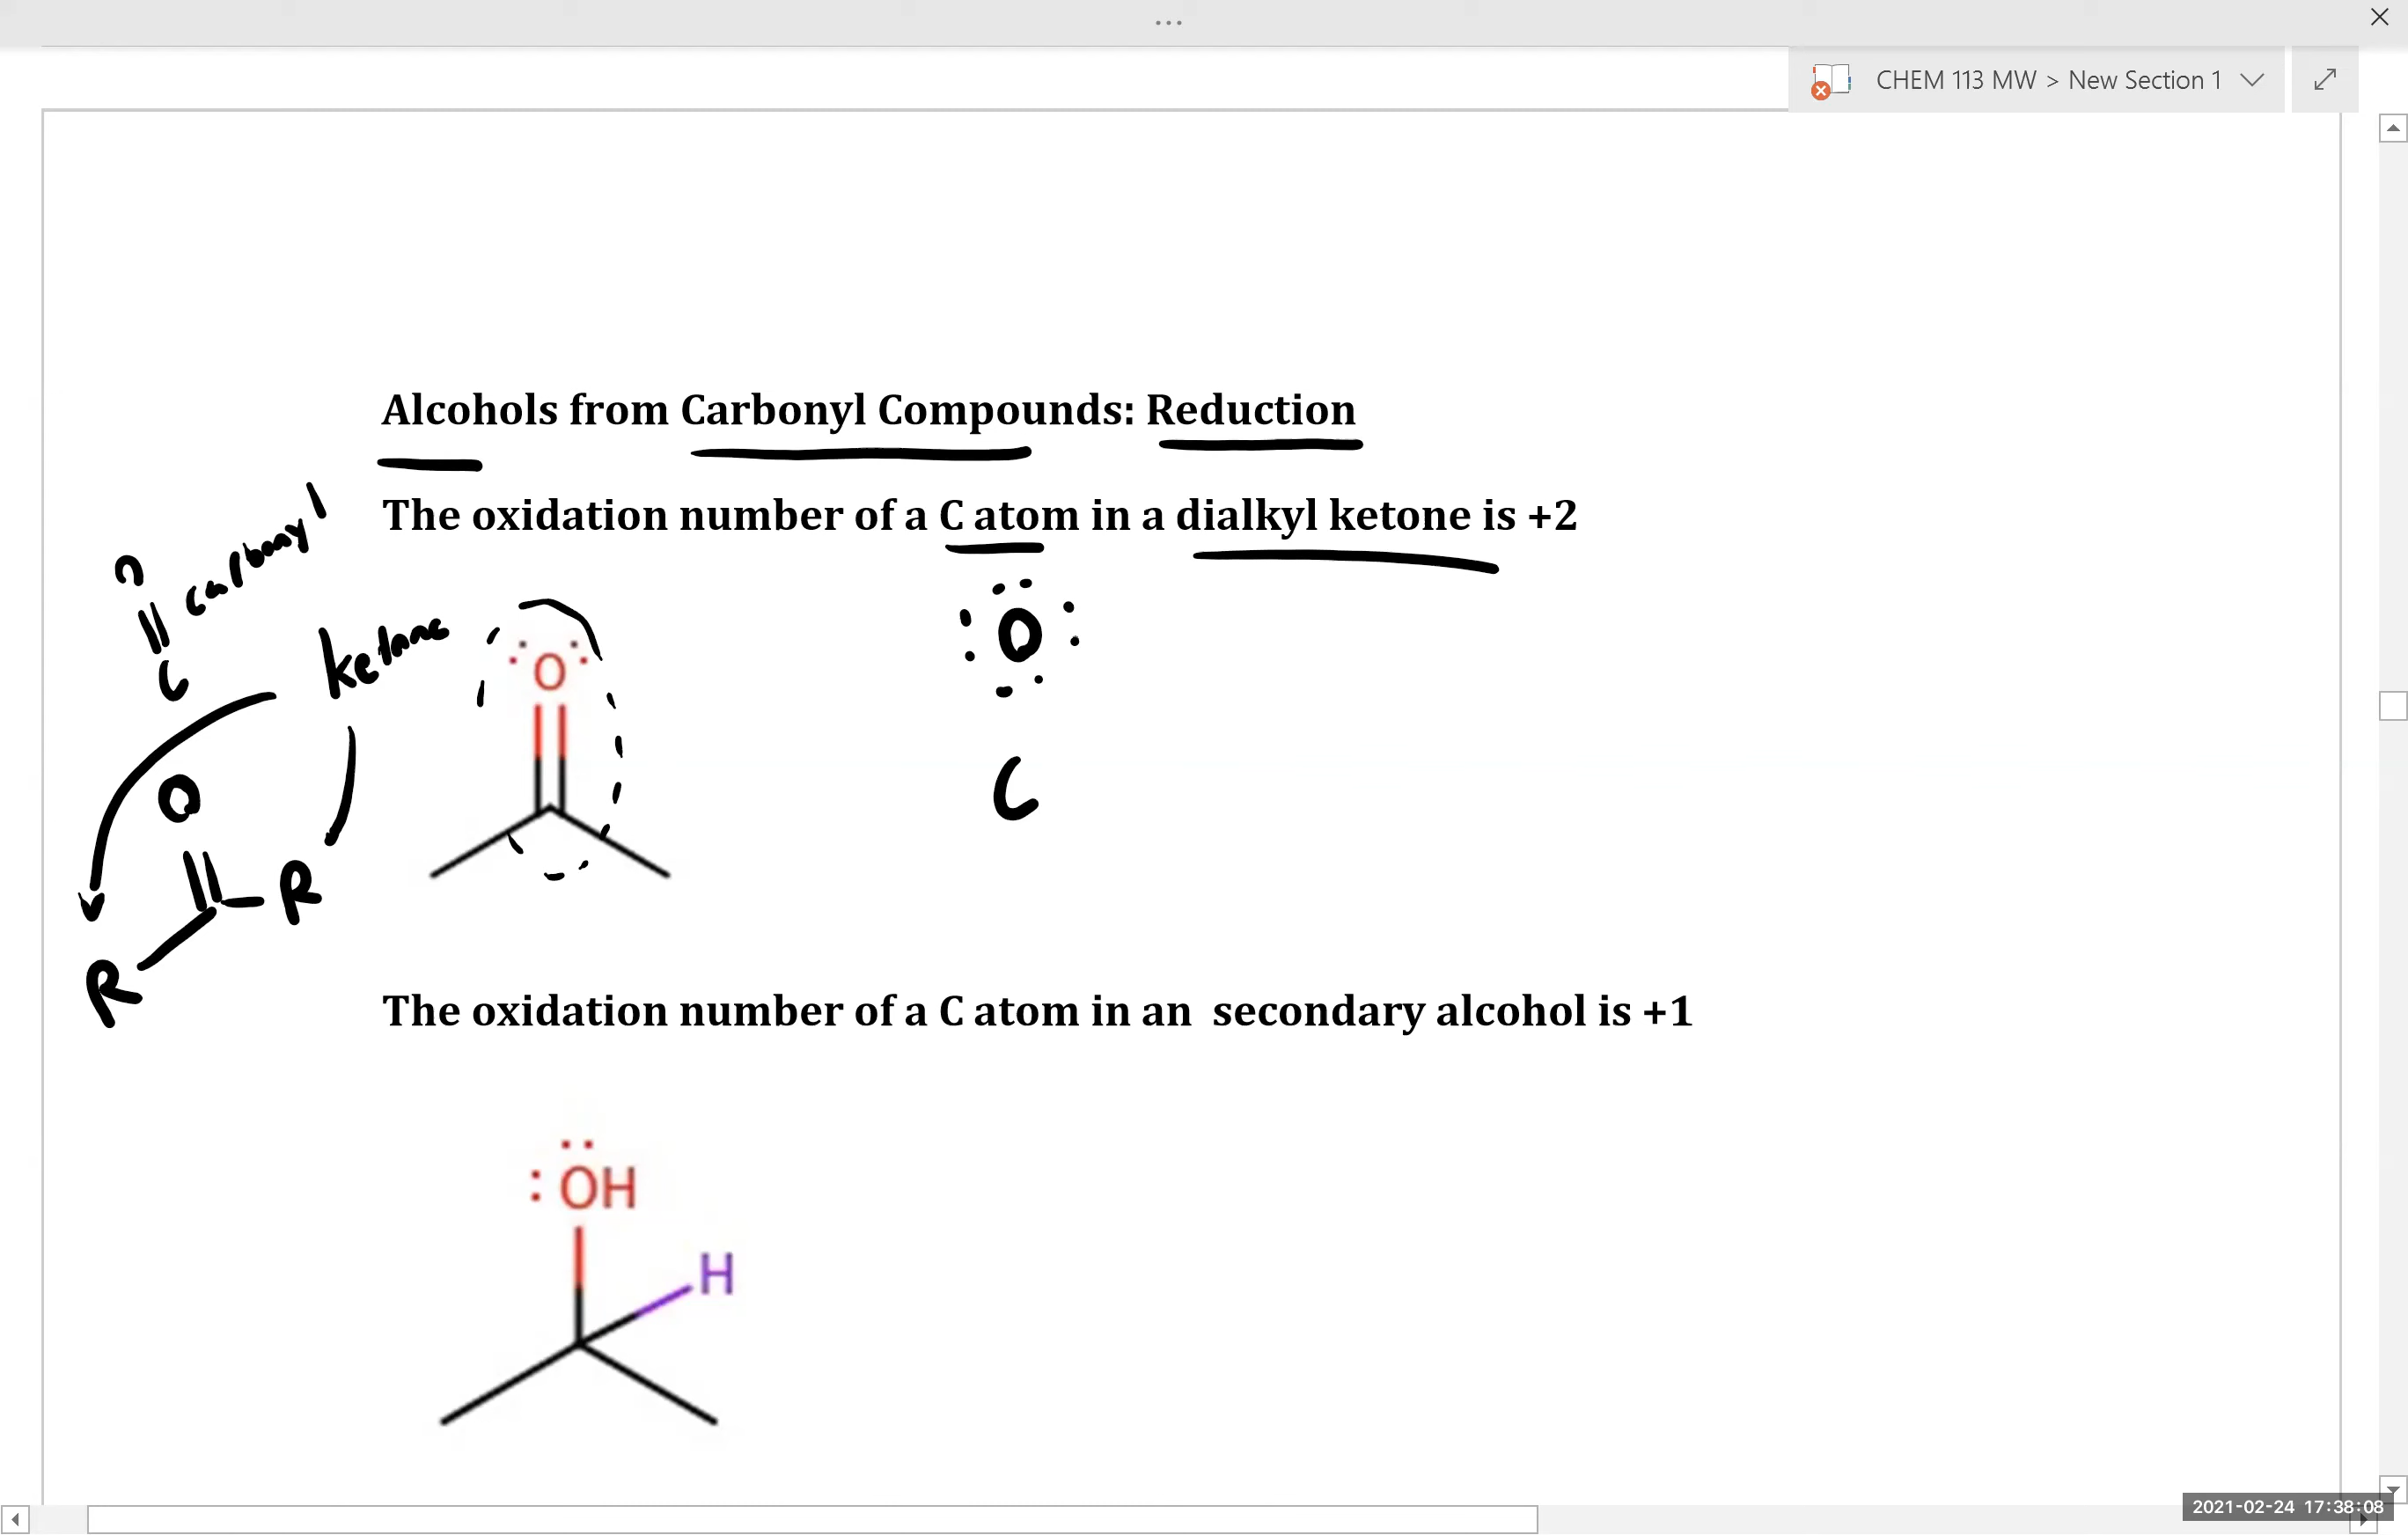 CHEM 113 MW > New Section 1
Alcohols from Carbonyl Compounds: Reduction
The oxidation number of a C atom in a dialkyl ketone is +2
carbonyl
O
C
ketone
O
R
R
:O:
O
C
The oxidation number of a C atom in an secondary alcohol is +1
:OH
H
2021-02-24 17:38:08